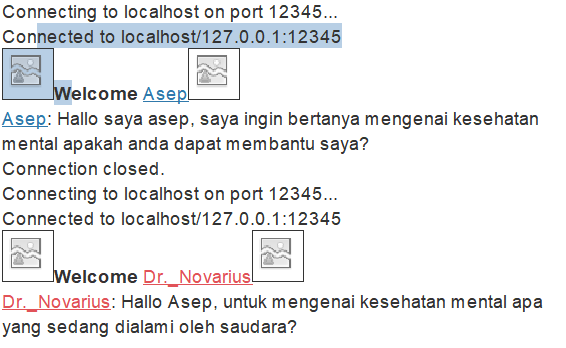 Connecting to localhost on port 12345...
Connected to localhost/127.0.0.1:12345
Welcome Asep
Asep: Hallo saya asep, saya ingin bertanya mengenai kesehatan
mental apakah anda dapat membantu saya?
Connection closed.
Connecting to localhost on port 12345...
Connected to localhost/127.0.0.1:12345
Welcome Dr._Novarius
Dr._Novarius: Hallo Asep, untuk mengenai kesehatan mental apa
yang sedang dialami oleh saudara?